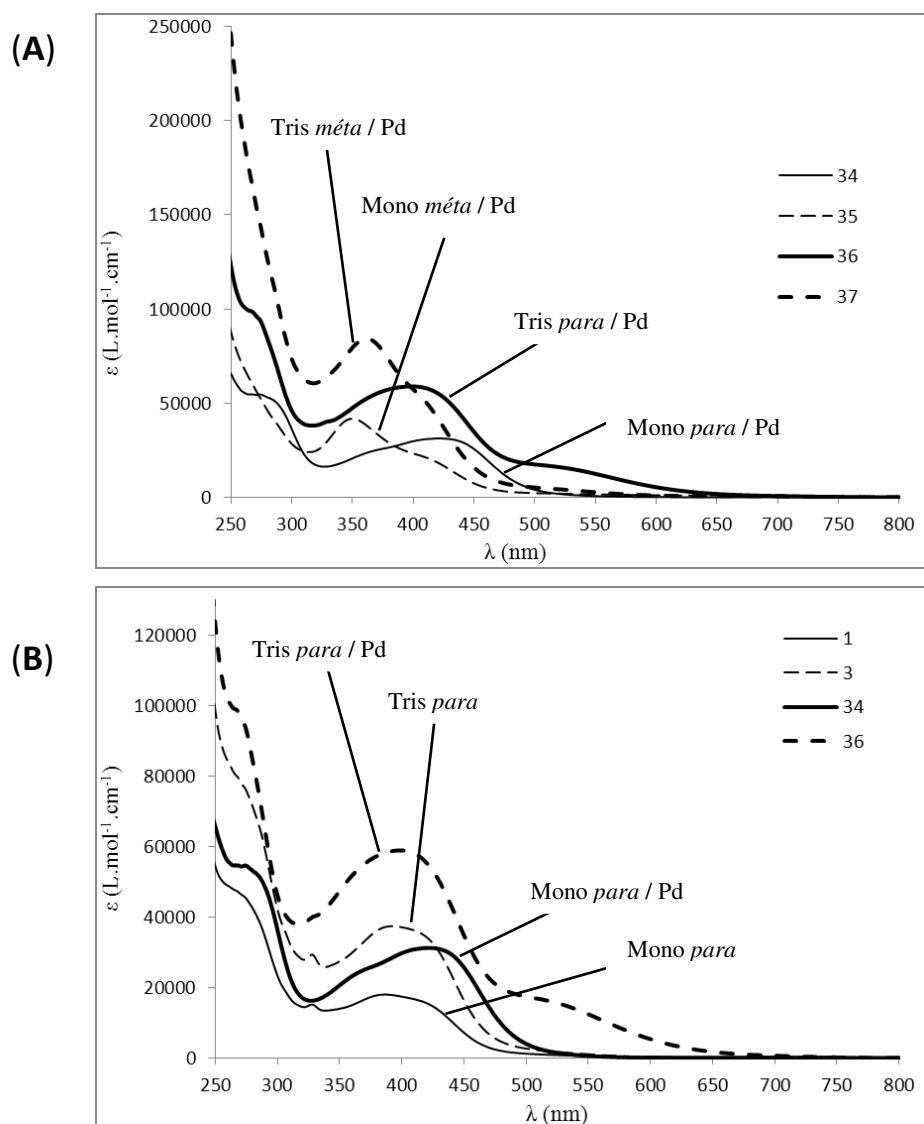 (A)
250000
200000
150000
100000
50000
0
ε (L.mol-1.cm-1)
Tris méta / Pd
Mono méta / Pd
Tris para / Pd
Mono para / Pd
34
35
36
37
250 300 350 400 450 500 550 600 650 700 750 800
λ (nm)
(B)
120000
100000
80000
60000
40000
20000
0
ε (L.mol-1.cm-1)
Tris para / Pd
Tris para
Mono para / Pd
Mono para
1
3
34
36
250 300 350 400 450 500 550 600 650 700 750 800
λ (nm)